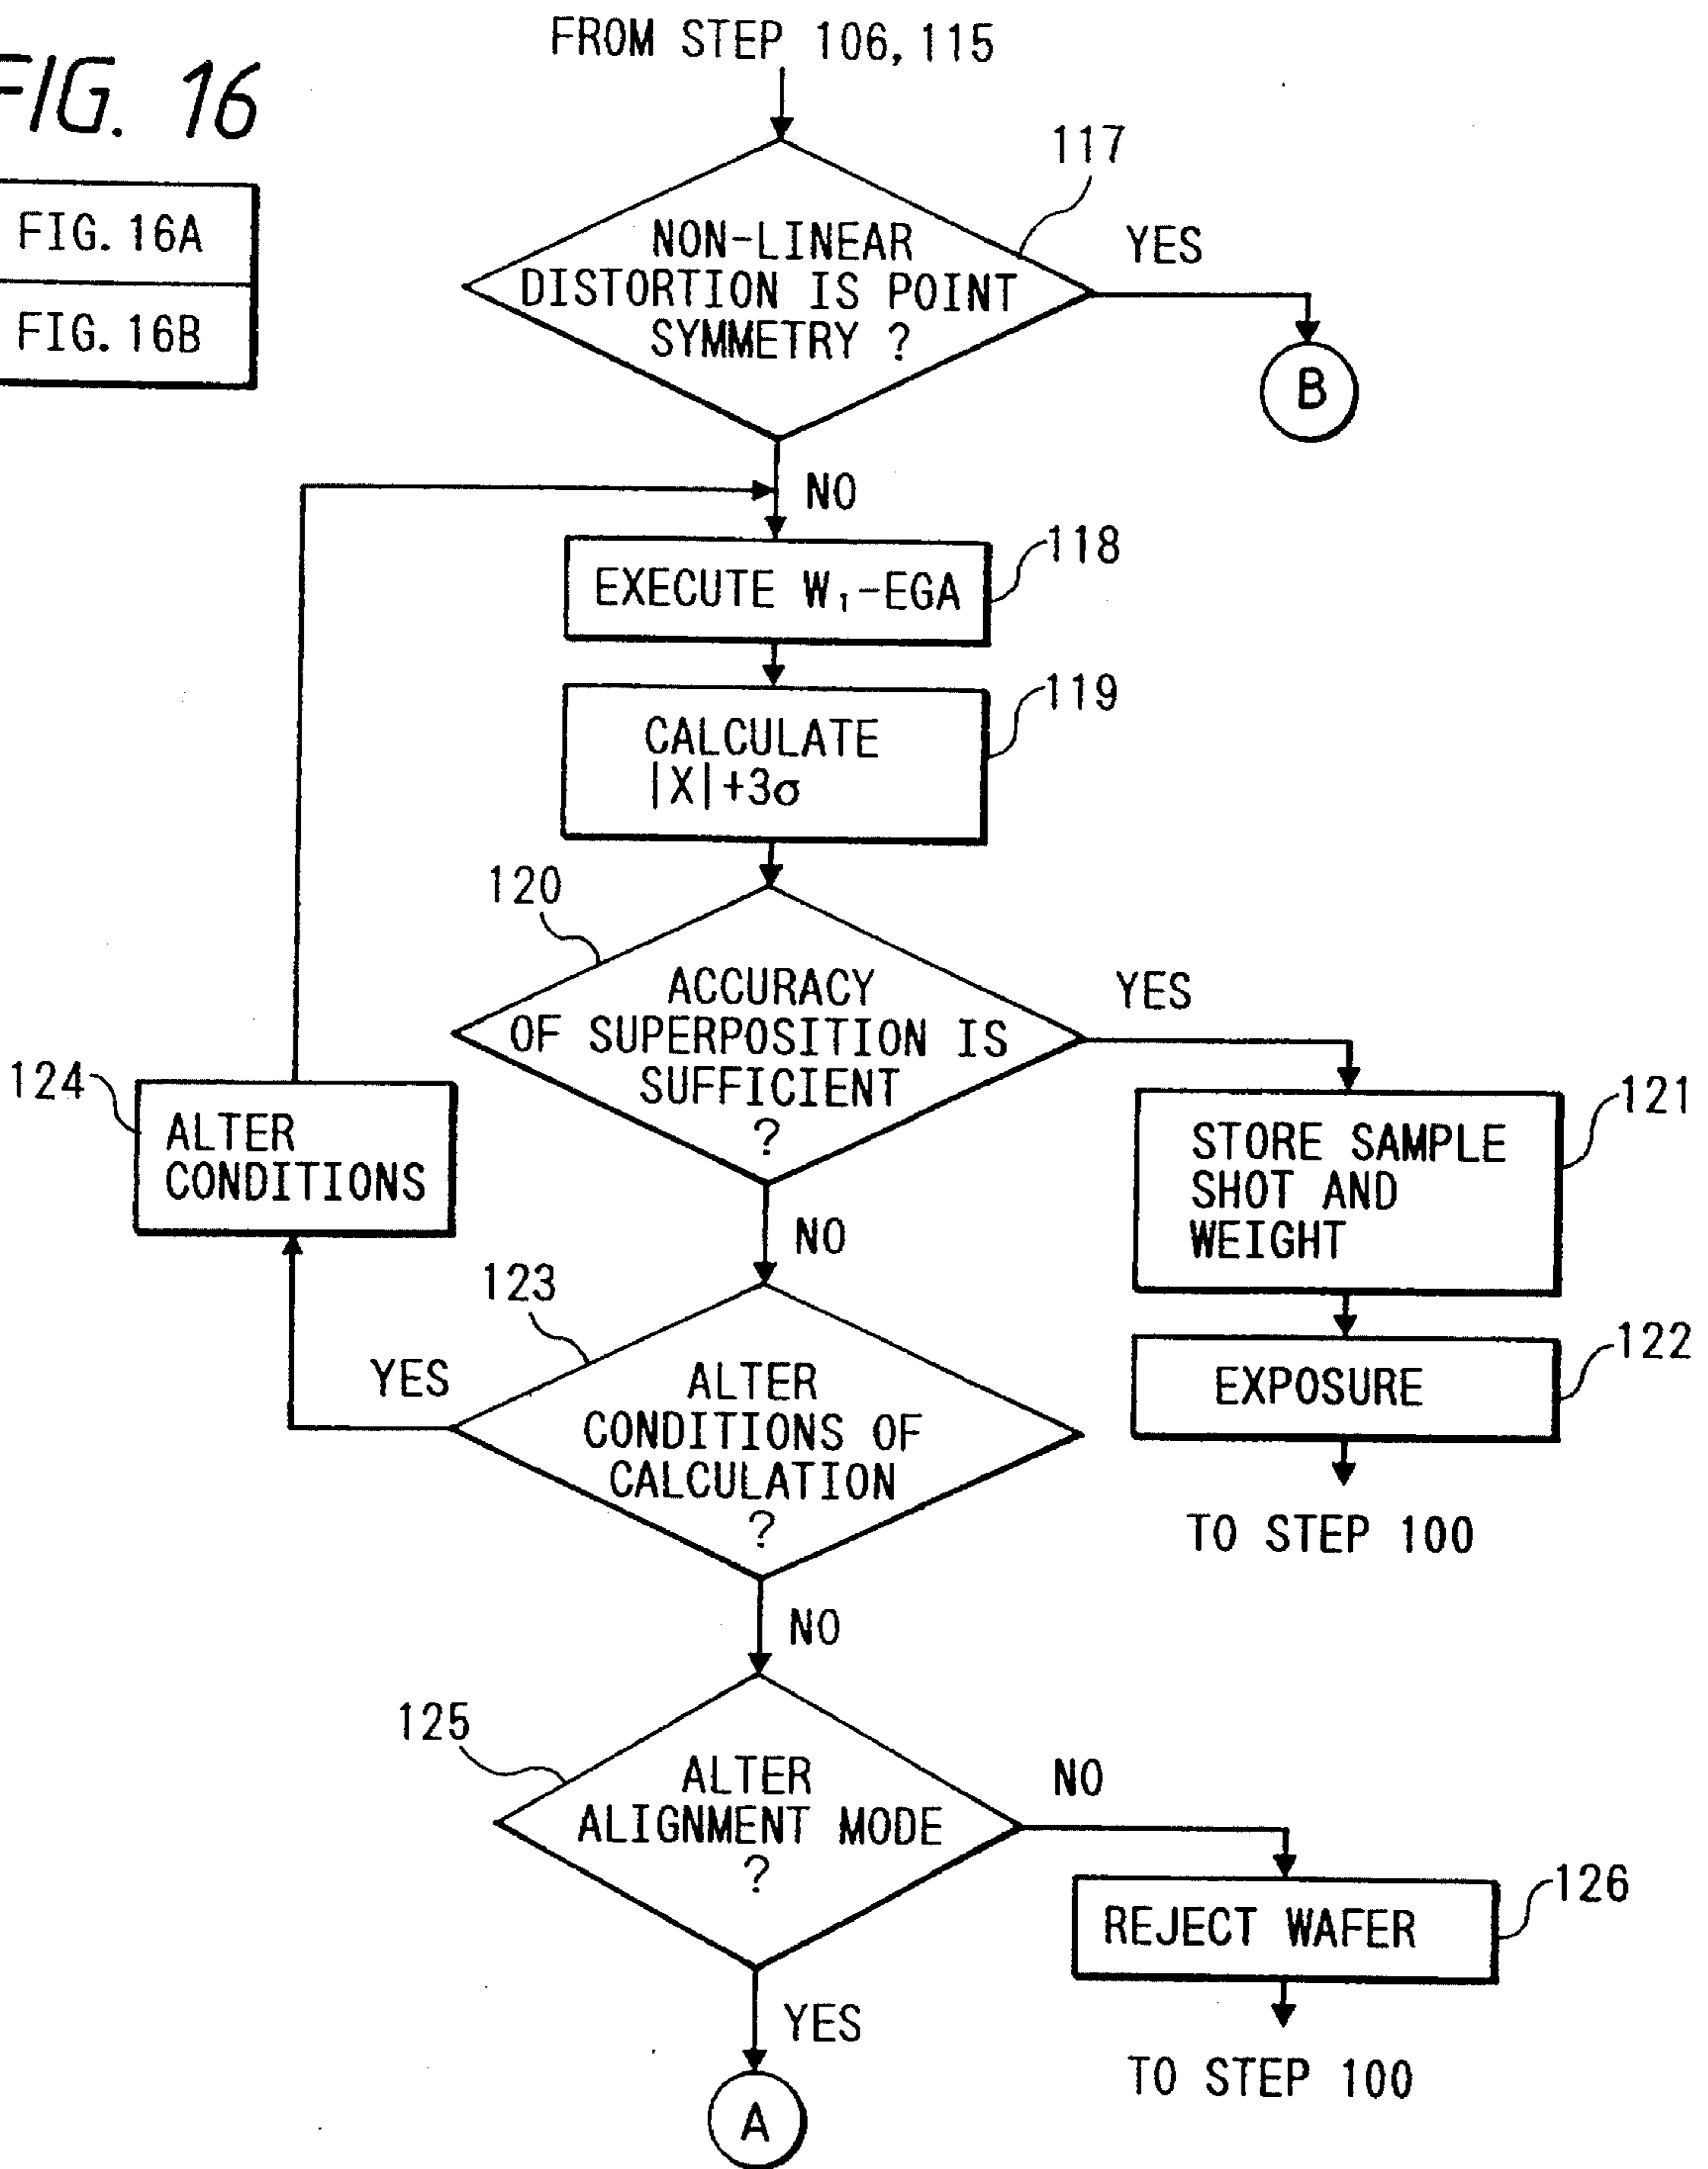 FIG. 16
FIG. 16A
FIG. 16B
FROM STEP 106, 115
117
NON-LINEAR
DISTORTION IS POINT
SYMMETRY ?
YES
B
NO
118
EXECUTE W₁-EGA
119
CALCULATE
|X|+3σ
120
ACCURACY
OF SUPERPOSITION IS
SUFFICIENT
?
YES
121
STORE SAMPLE
SHOT AND
WEIGHT
122
EXPOSURE
TO STEP 100
124
ALTER
CONDITIONS
NO
123
YES
ALTER
CONDITIONS OF
CALCULATION
?
NO
125
ALTER
ALIGNMENT MODE
?
NO
126
REJECT WAFER
TO STEP 100
YES
A